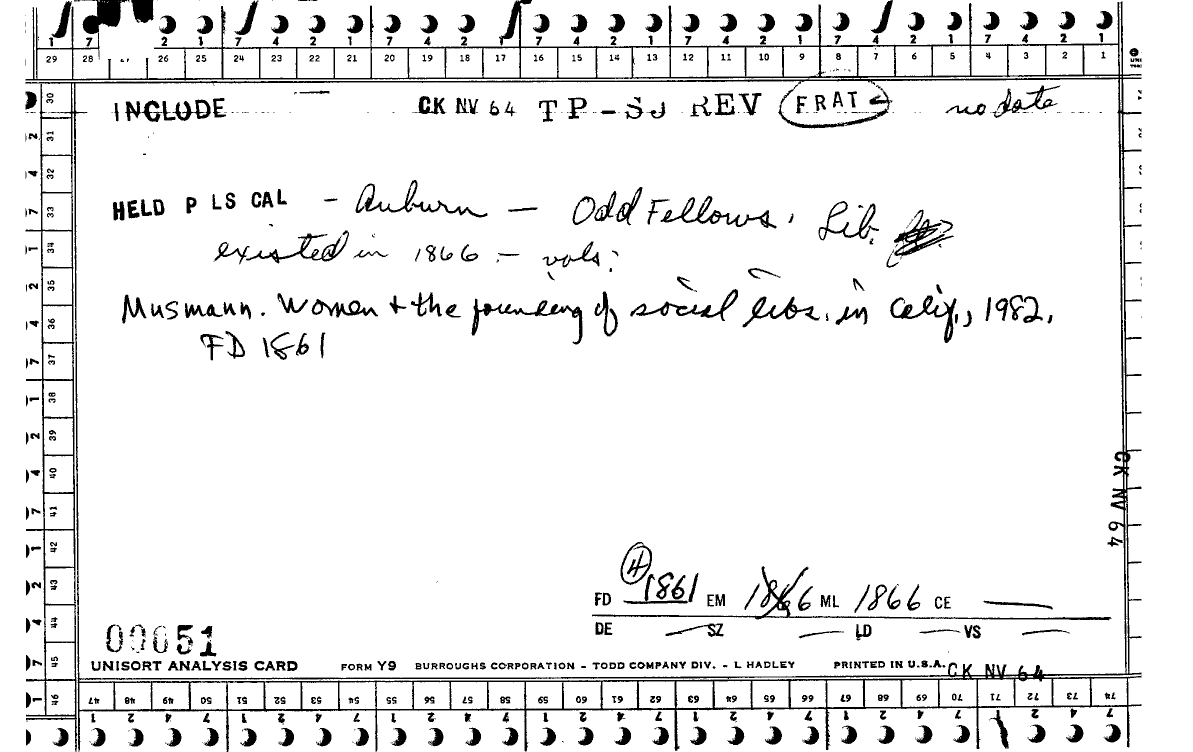 INCLUDE CK NV 64 TP-SJ REV FRAT no date
HELD P LS CAL - Auburn - Odd Fellows. Lib.
existed in 1866 - vols:
Musmann. Women + the founding of social libs. in Calif., 1982.
FD 1861
CK NV 64
4
FD 1861 EM 1866 ML 1866 CE —
DE — SZ — LD — VS —
00651
UNISORT ANALYSIS CARD FORM Y9 BURROUGHS CORPORATION - TODD COMPANY DIV. - L HADLEY PRINTED IN U.S.A. CK NV 64